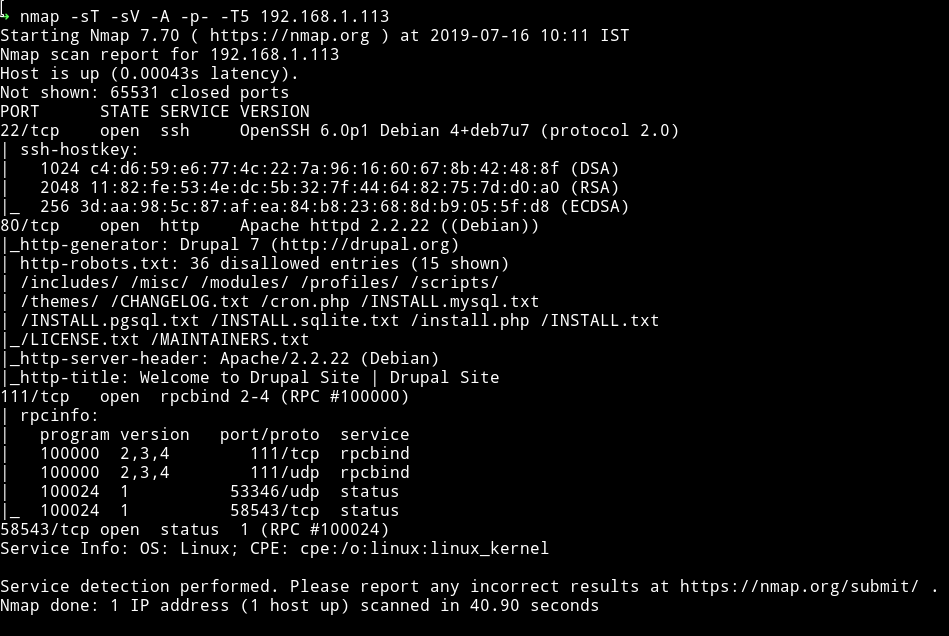 → nmap -sT -sV -A -p- -T5 192.168.1.113
Starting Nmap 7.70 ( https://nmap.org ) at 2019-07-16 10:11 IST
Nmap scan report for 192.168.1.113
Host is up (0.00043s latency).
Not shown: 65531 closed ports
PORT      STATE SERVICE VERSION
22/tcp    open  ssh     OpenSSH 6.0p1 Debian 4+deb7u7 (protocol 2.0)
| ssh-hostkey:
|   1024 c4:d6:59:e6:77:4c:22:7a:96:16:60:67:8b:42:48:8f (DSA)
|   2048 11:82:fe:53:4e:dc:5b:32:7f:44:64:82:75:7d:d0:a0 (RSA)
|_  256 3d:aa:98:5c:87:af:ea:84:b8:23:68:8d:b9:05:5f:d8 (ECDSA)
80/tcp    open  http    Apache httpd 2.2.22 ((Debian))
|_http-generator: Drupal 7 (http://drupal.org)
| http-robots.txt: 36 disallowed entries (15 shown)
| /includes/ /misc/ /modules/ /profiles/ /scripts/
| /themes/ /CHANGELOG.txt /cron.php /INSTALL.mysql.txt
| /INSTALL.pgsql.txt /INSTALL.sqlite.txt /install.php /INSTALL.txt
|_/LICENSE.txt /MAINTAINERS.txt
|_http-server-header: Apache/2.2.22 (Debian)
|_http-title: Welcome to Drupal Site | Drupal Site
111/tcp   open  rpcbind 2-4 (RPC #100000)
| rpcinfo:
|   program version   port/proto  service
|   100000  2,3,4        111/tcp  rpcbind
|   100000  2,3,4        111/udp  rpcbind
|   100024  1          53346/udp  status
|_  100024  1          58543/tcp  status
58543/tcp open  status  1 (RPC #100024)
Service Info: OS: Linux; CPE: cpe:/o:linux:linux_kernel

Service detection performed. Please report any incorrect results at https://nmap.org/submit/ .
Nmap done: 1 IP address (1 host up) scanned in 40.90 seconds